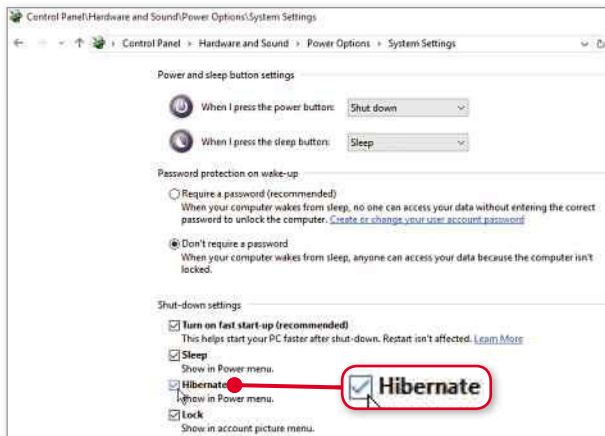 Control Panel\Hardware and Sound\Power Options\System Settings
Control Panel › Hardware and Sound › Power Options › System Settings
Power and sleep button settings
When I press the power button: Shut down
When I press the sleep button: Sleep
Password protection on wake-up
Require a password (recommended)
When your computer wakes from sleep, no one can access your data without entering the correct
password to unlock the computer. Create or change your user account password
Don't require a password
When your computer wakes from sleep, anyone can access your data because the computer isn't
locked.
Shut-down settings
Turn on fast start-up (recommended)
This helps start your PC faster after shut-down. Restart isn't affected. Learn More
Sleep
Show in Power menu.
Hibernate Hibernate
Show in Power menu.
Lock
Show in account picture menu.